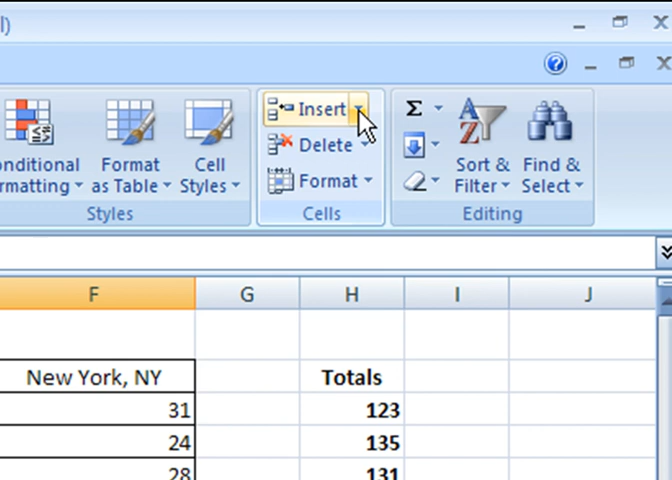 l)
Insert
Delete
Format
Cells
Σ
A
Z
Sort &
Filter
Find &
Select
Editing
onditional
rmatting
Format
as Table
Cell
Styles
Styles
F G H I J
New York, NY Totals
31 123
24 135
28 131